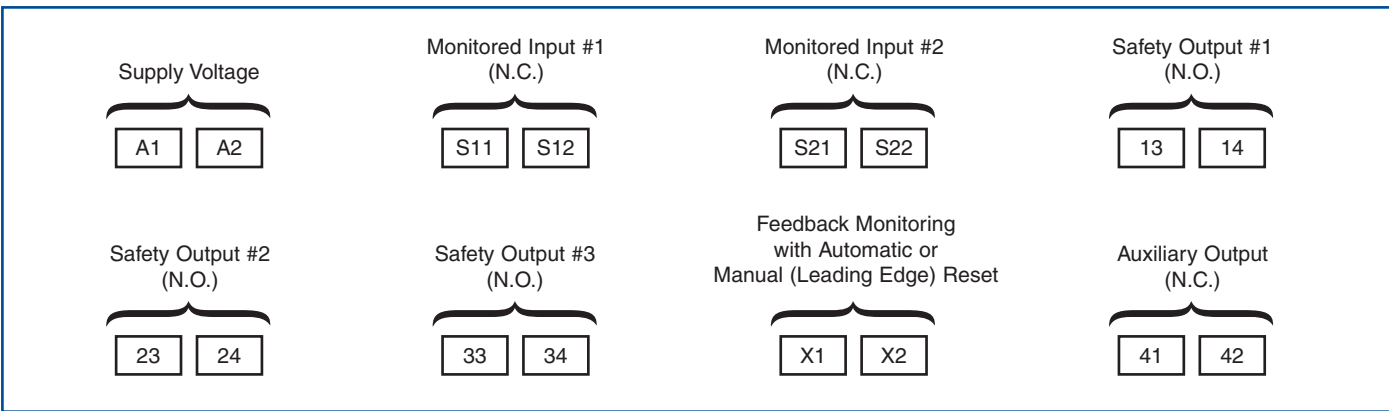 Supply Voltage
A1 A2
Monitored Input #1
(N.C.)
S11 S12
Monitored Input #2
(N.C.)
S21 S22
Safety Output #1
(N.O.)
13 14
Safety Output #2
(N.O.)
23 24
Safety Output #3
(N.O.)
33 34
Feedback Monitoring
with Automatic or
Manual (Leading Edge) Reset
X1 X2
Auxiliary Output
(N.C.)
41 42